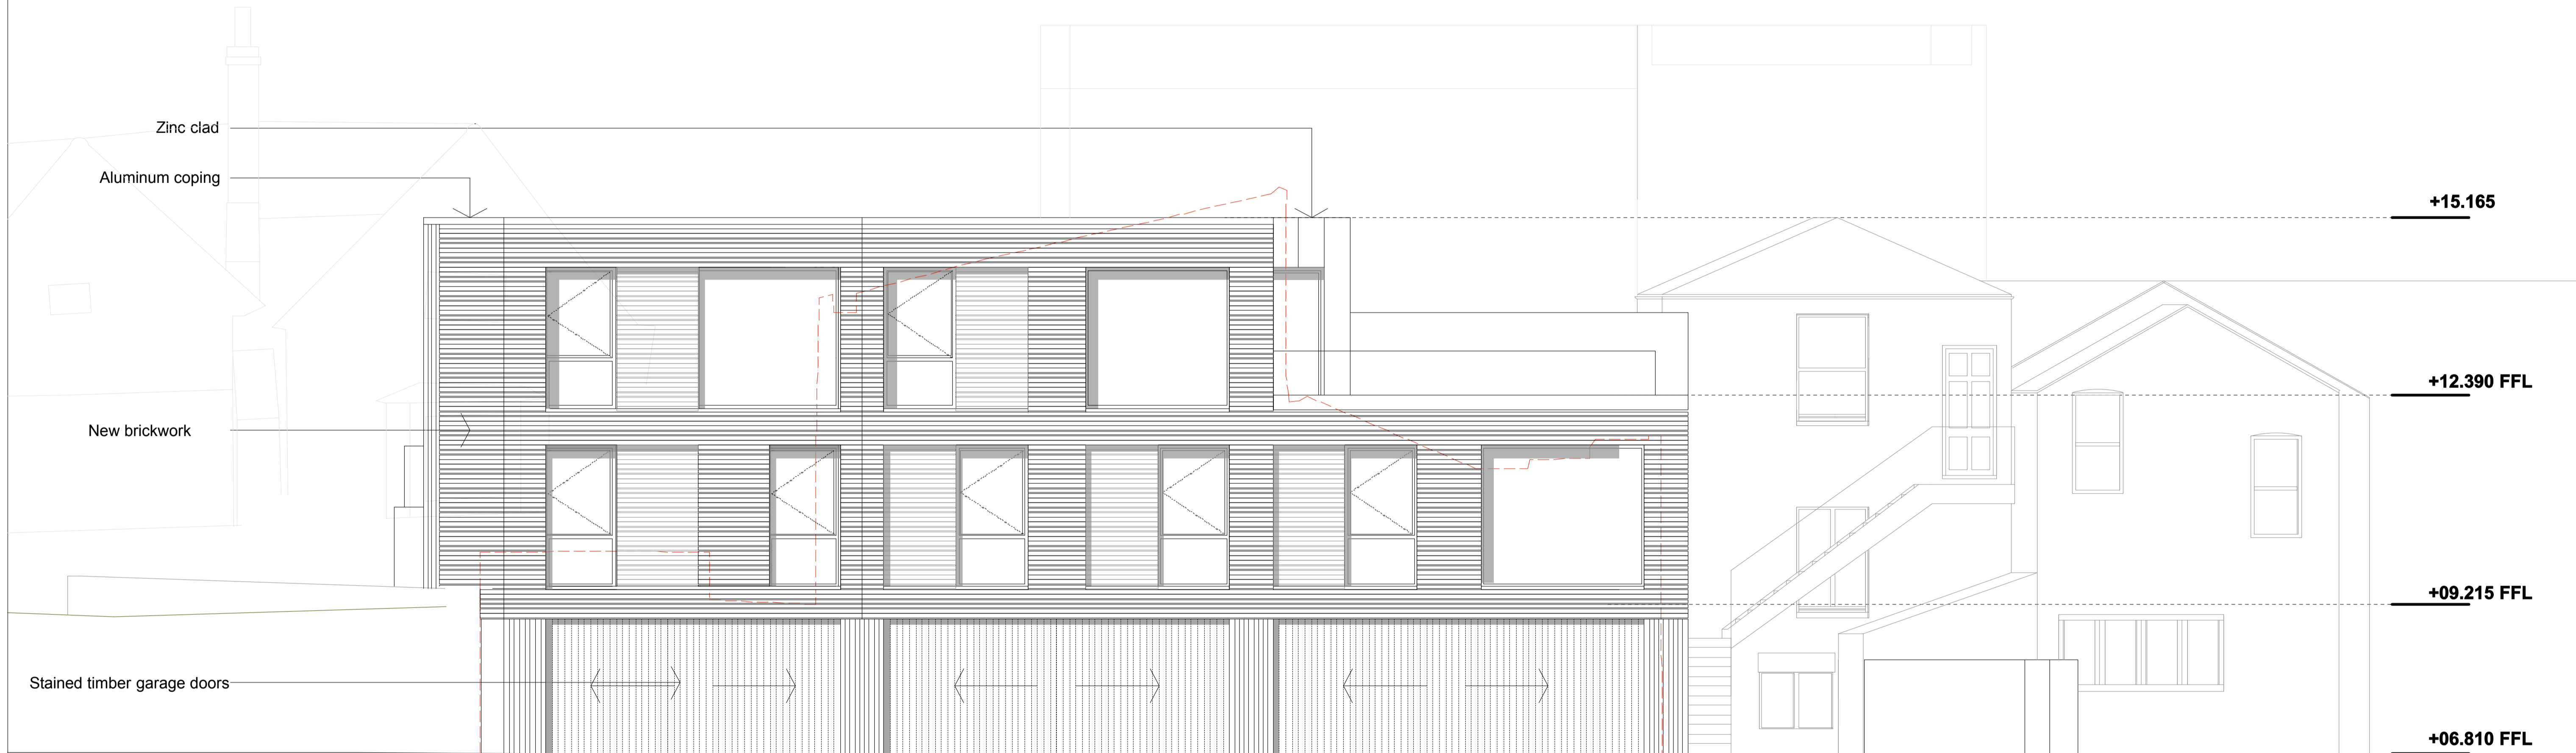 Zinc clad
Aluminum coping
+15.165
+12.390 FFL
New brickwork
+09.215 FFL
Stained timber garage doors
+06.810 FFL